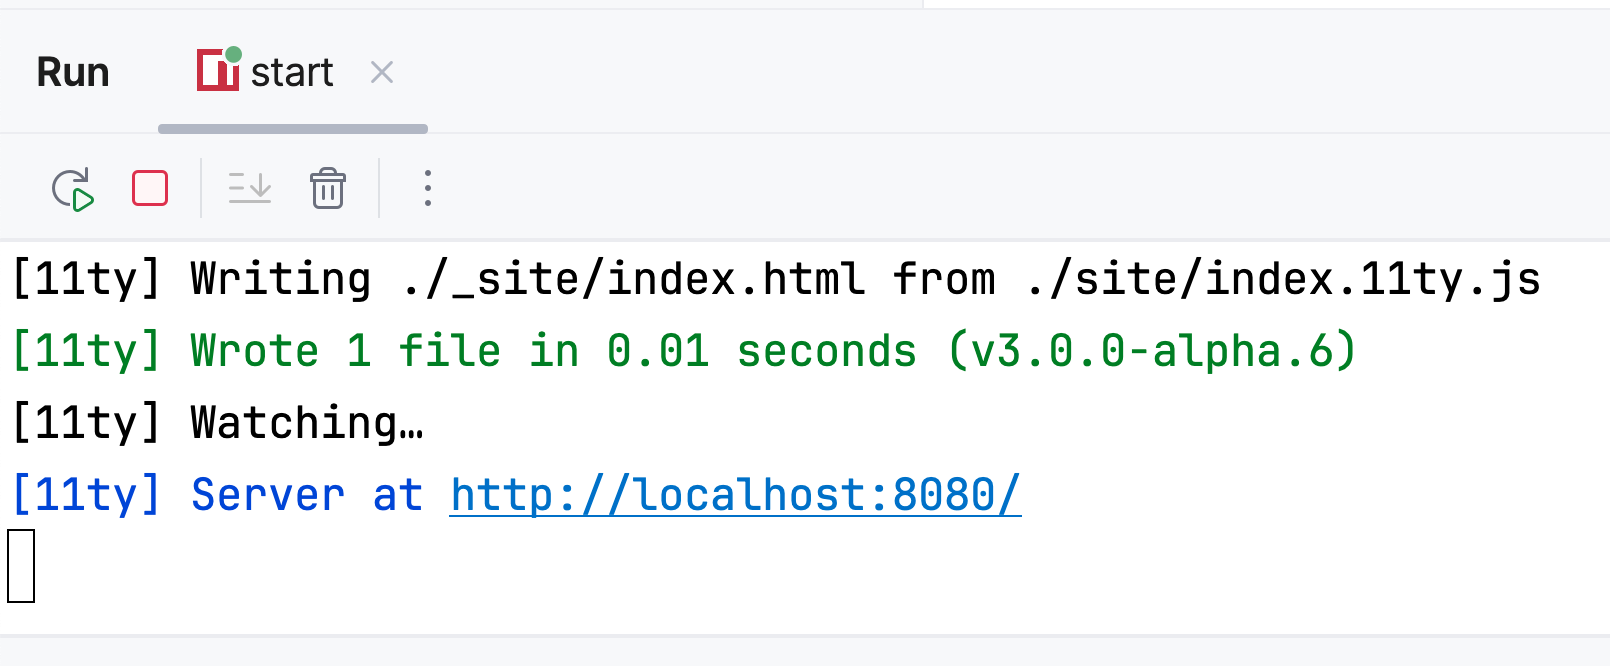 Run start
[11ty] Writing ./_site/index.html from ./site/index.11ty.js
[11ty] Wrote 1 file in 0.01 seconds (v3.0.0-alpha.6)
[11ty] Watching…
[11ty] Server at http://localhost:8080/